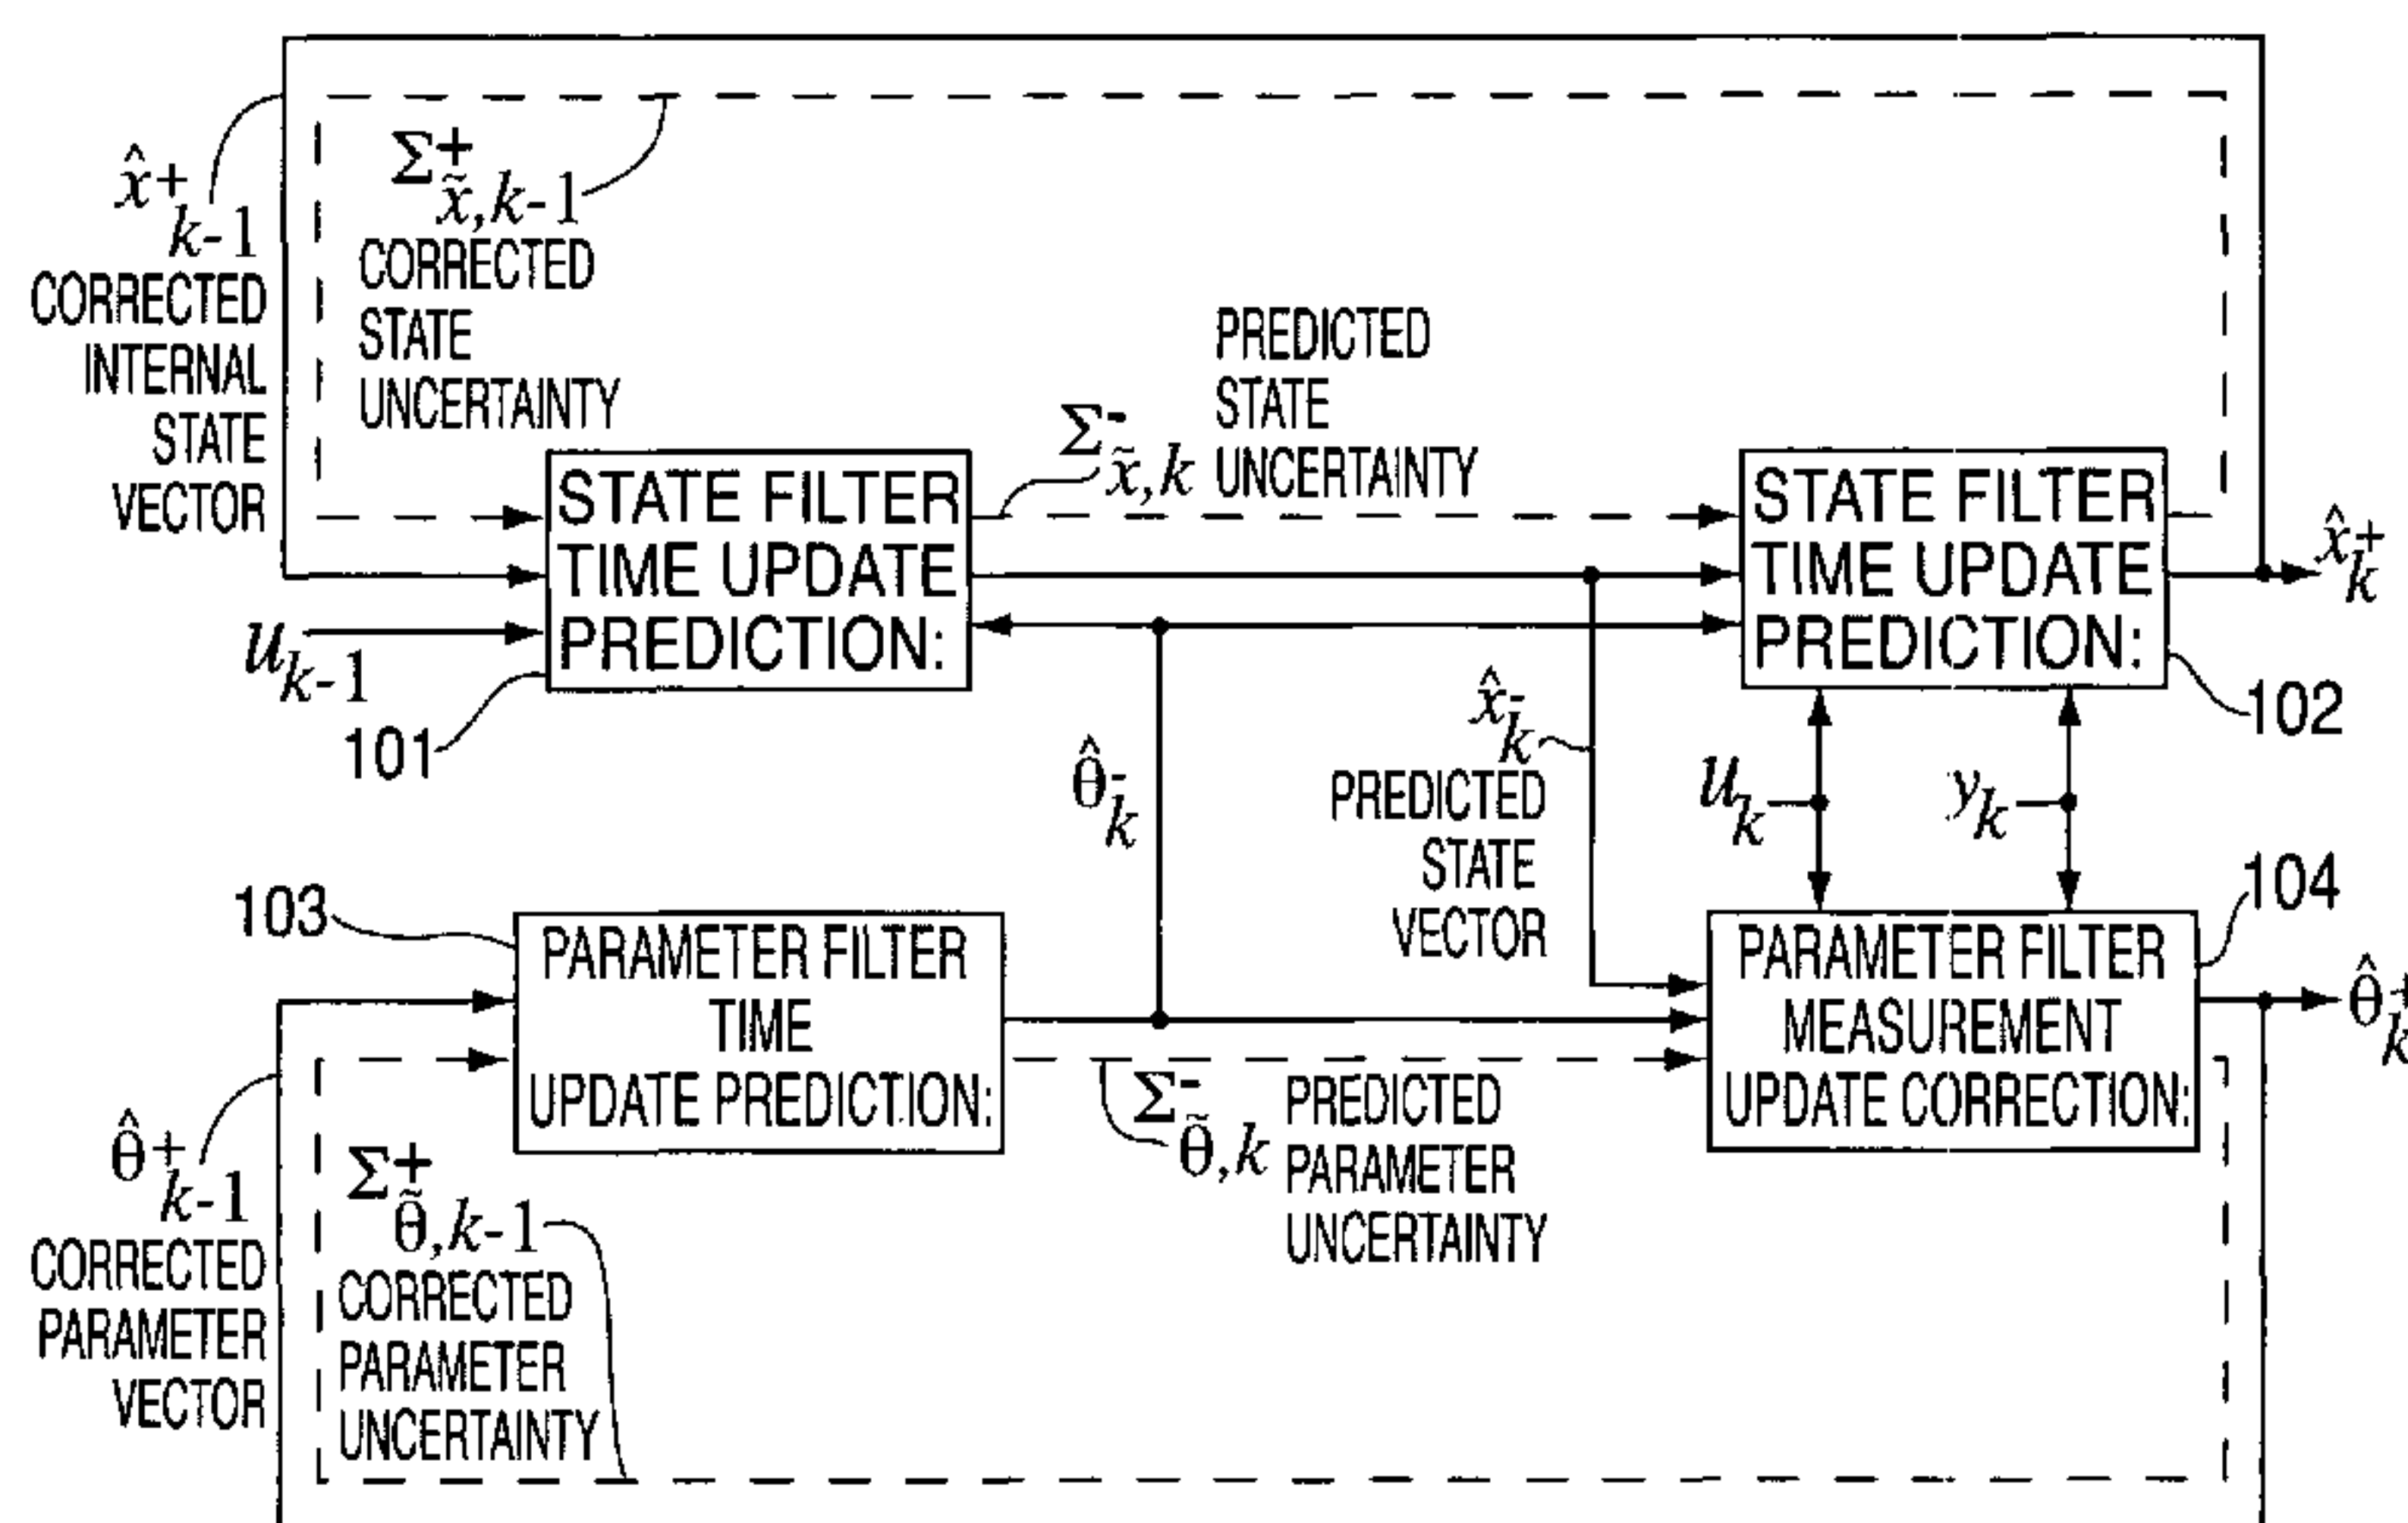 x̂⁺ₖ₋₁
CORRECTED
INTERNAL
STATE
VECTOR
Σ⁺x̃,k-1
CORRECTED
STATE
UNCERTAINTY
STATE FILTER
TIME UPDATE
PREDICTION:
uₖ₋₁
101
Σ⁻x̃,k
PREDICTED
STATE
UNCERTAINTY
STATE FILTER
TIME UPDATE
PREDICTION:
x̂⁺ₖ
102
θ̂⁻ₖ
x̂⁻ₖ
PREDICTED
STATE
VECTOR
uₖ
yₖ
103
PARAMETER FILTER
TIME
UPDATE PREDICTION:
104
PARAMETER FILTER
MEASUREMENT
UPDATE CORRECTION:
θ̂⁺ₖ
θ̂⁺ₖ₋₁
CORRECTED
PARAMETER
VECTOR
Σ⁺θ̃,k-1
CORRECTED
PARAMETER
UNCERTAINTY
Σ⁻θ̃,k
PREDICTED
PARAMETER
UNCERTAINTY